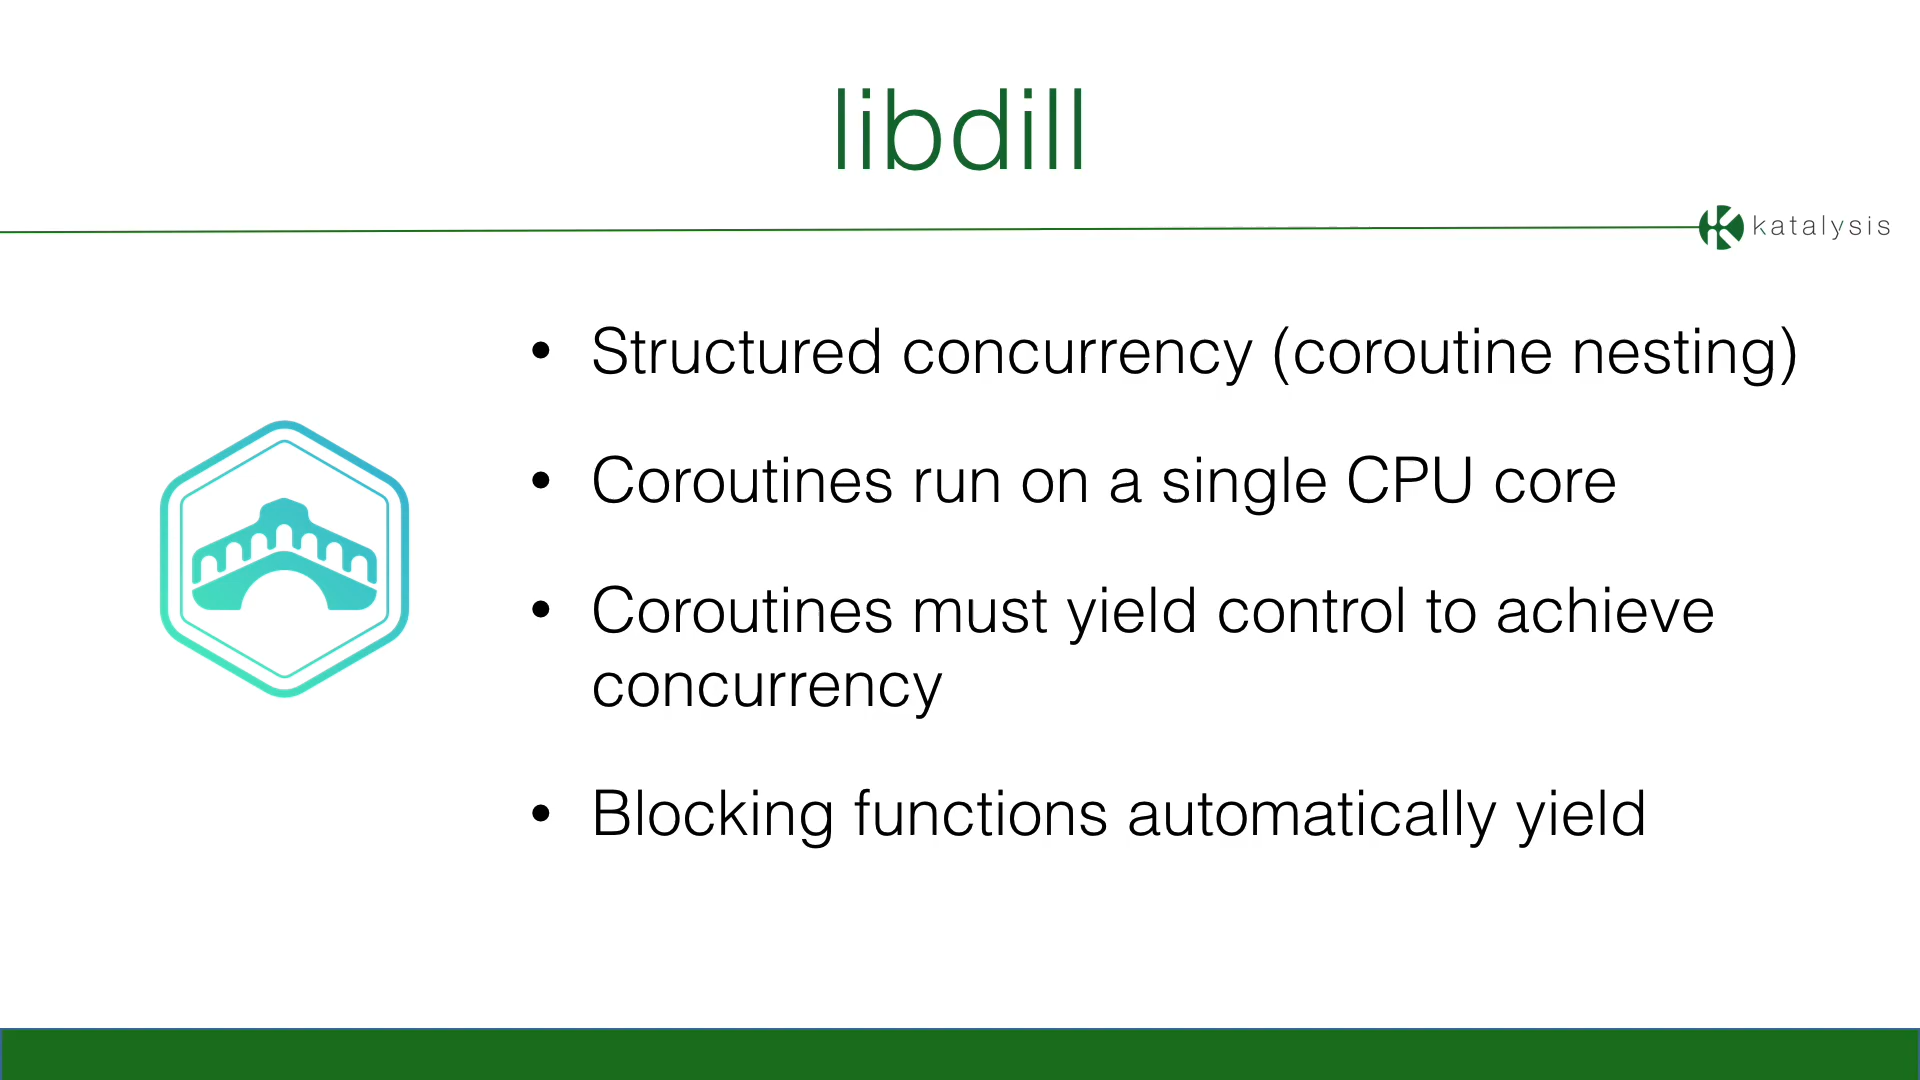 libdill
katalysis
• Structured concurrency (coroutine nesting)
• Coroutines run on a single CPU core
• Coroutines must yield control to achieve
concurrency
• Blocking functions automatically yield